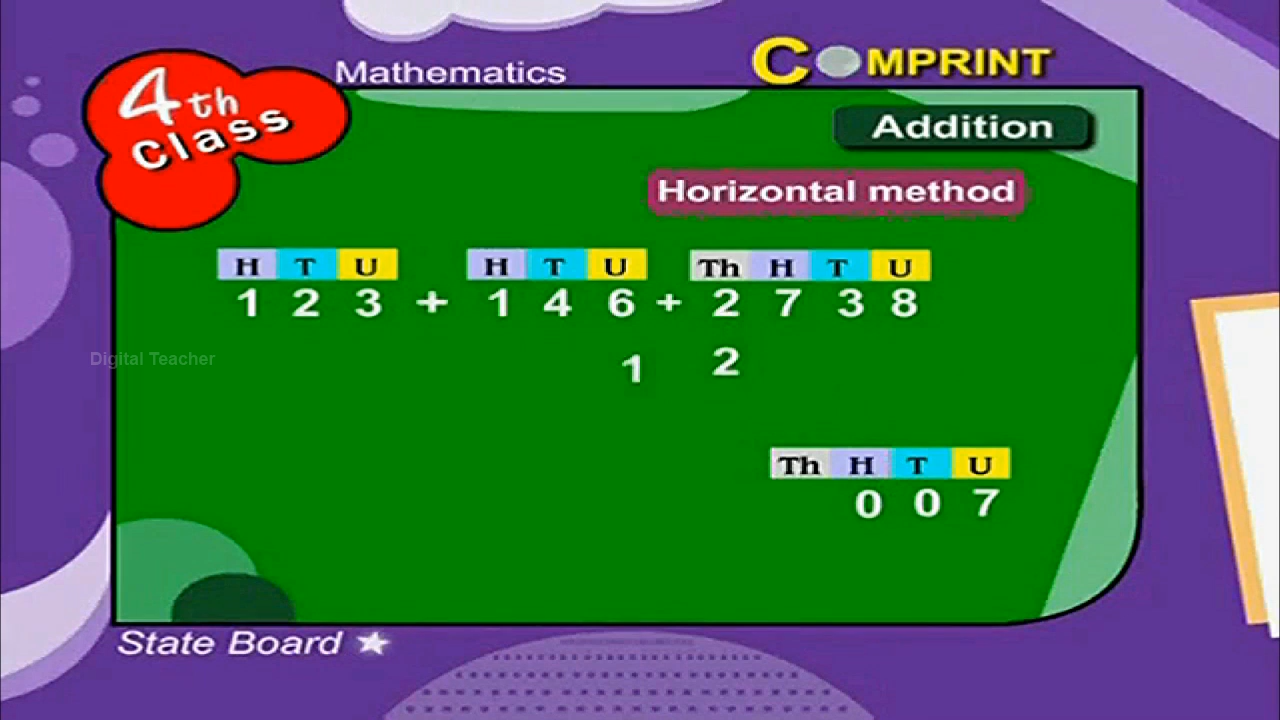 Mathematics
COMPRINT
4th
Class
Addition
Horizontal method
H T U H T U Th H T U
1 2 3 + 1 4 6 + 2 7 3 8
Digital Teacher
1 2
Th H T U
0 0 7
State Board